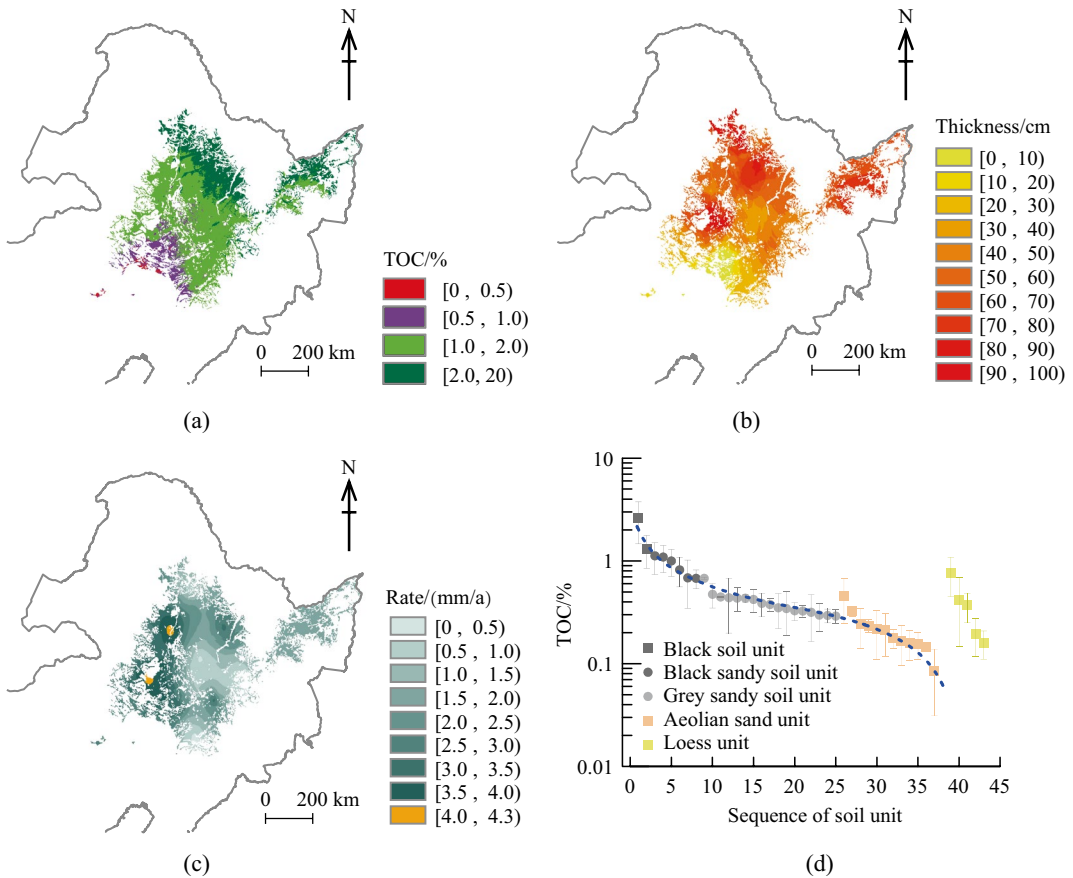 N
TOC/%
[0 , 0.5)
[0.5 , 1.0)
[1.0 , 2.0)
[2.0, 20)
0 200 km
(a)
N
Thickness/cm
[0 , 10)
[10 , 20)
[20 , 30)
[30 , 40)
[40 , 50)
[50 , 60)
[60 , 70)
[70 , 80)
[80 , 90)
[90 , 100)
0 200 km
(b)
N
Rate/(mm/a)
[0 , 0.5)
[0.5 , 1.0)
[1.0 , 1.5)
[1.5 , 2.0)
[2.0 , 2.5)
[2.5 , 3.0)
[3.0 , 3.5)
[3.5 , 4.0)
[4.0 , 4.3)
0 200 km
(c)
10
1
0.1
0.01
TOC/%
Black soil unit
Black sandy soil unit
Grey sandy soil unit
Aeolian sand unit
Loess unit
0 5 10 15 20 25 30 35 40 45
Sequence of soil unit
(d)